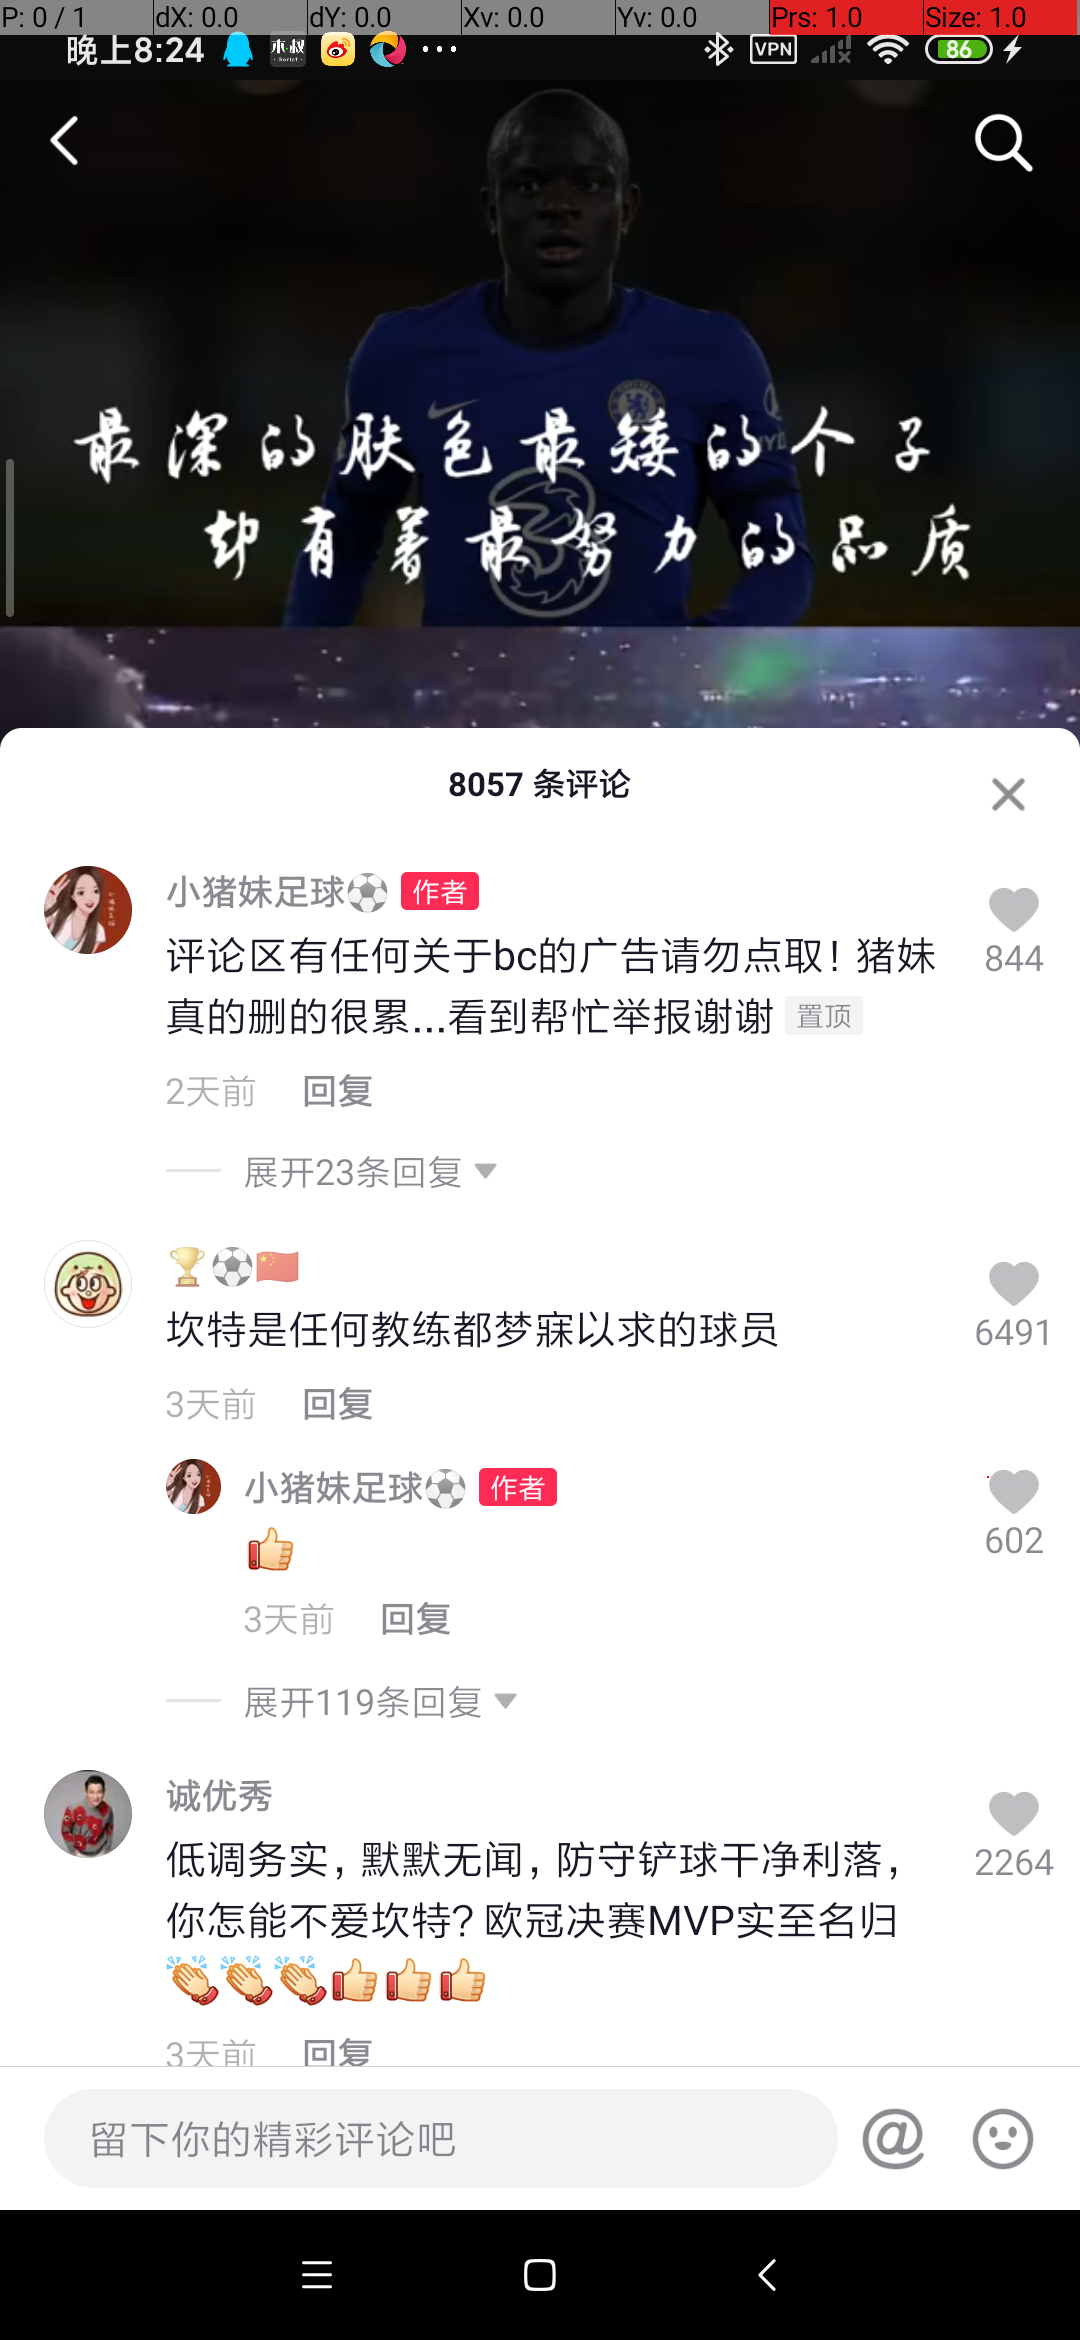 P: 0 / 1 dX: 0.0 dY: 0.0 Xv: 0.0 Yv: 0.0 Prs: 1.0 Size: 1.0
晚上8:24 木叔 Script VPN 86
最深的肤色最矮的个子
却有着最努力的品质
8057 条评论
小猪妹足球⚽ 作者
评论区有任何关于bc的广告请勿点取！猪妹
真的删的很累...看到帮忙举报谢谢 置顶
844
2天前 回复
展开23条回复
🏆⚽🇨🇳
坎特是任何教练都梦寐以求的球员
6491
3天前 回复
小猪妹足球⚽ 作者
👍
602
3天前 回复
展开119条回复
诚优秀
低调务实，默默无闻，防守铲球干净利落，
2264
你怎能不爱坎特？欧冠决赛MVP实至名归
👏👏👏👍👍👍
3天前 回复
留下你的精彩评论吧 @